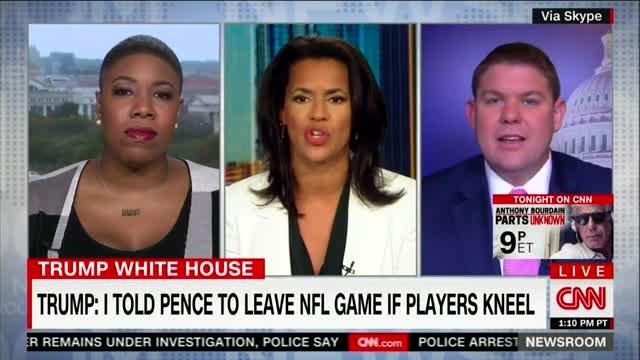 Via Skype
TONIGHT ON CNN
ANTHONY BOURDAIN
PARTS UNKNOWN
9P
ET
TRUMP WHITE HOUSE
LIVE
TRUMP: I TOLD PENCE TO LEAVE NFL GAME IF PLAYERS KNEEL
CNN
1:10 PM PT
ER REMAINS UNDER INVESTIGATION, POLICE SAY CNN.com POLICE ARREST NEWSROOM